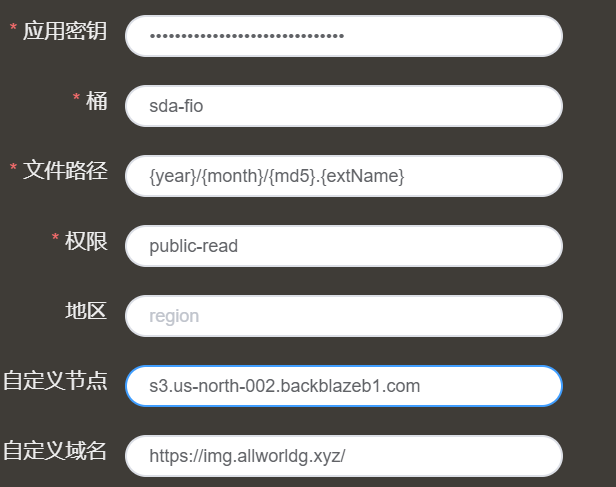 * 应用密钥 •••••••••••••••••••••••••••••••
* 桶 sda-fio
* 文件路径 {year}/{month}/{md5}.{extName}
* 权限 public-read
地区 region
自定义节点 s3.us-north-002.backblazeb1.com
自定义域名 https://img.allworldg.xyz/